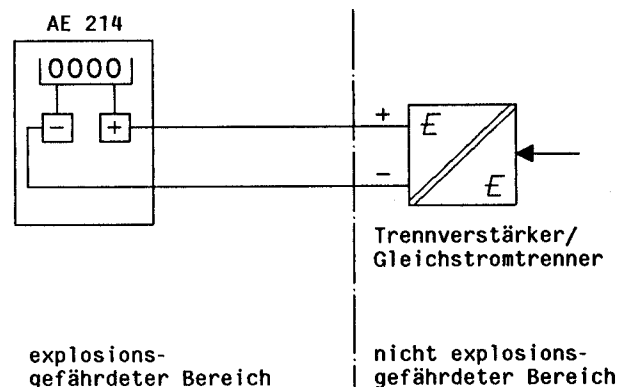 AE 214
0000
- +
+
-
E
E
Trennverstärker/
Gleichstromtrenner
explosions-
gefährdeter Bereich
nicht explosions-
gefährdeter Bereich